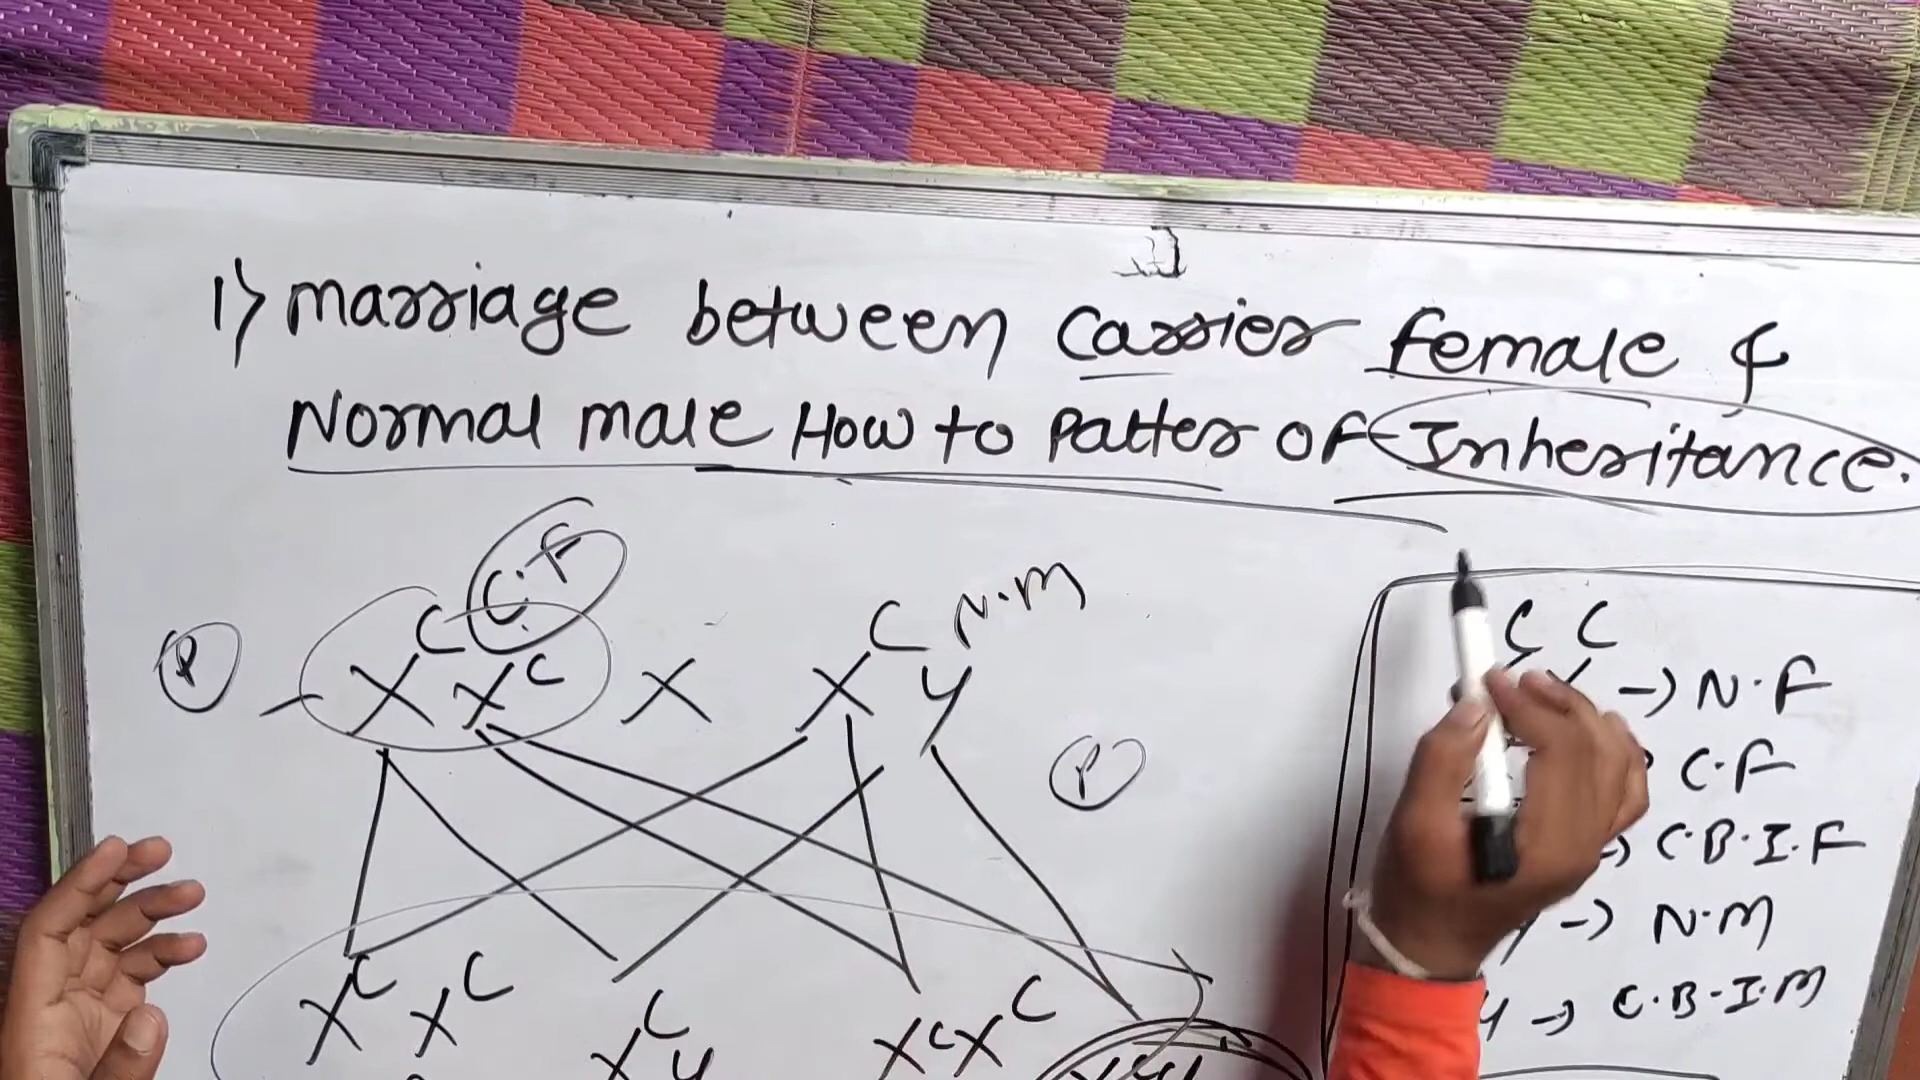 1) Marriage between Carrier Female &
Normal male How to Patter of Inheritance.
C.F
N.M
P X^C X^c X X^C Y
P
C C
→ N.F
C.F
→ C.B.I.F
Y → N.M
Y → C.B.I.M
X^C X^C X^C Y X^c X^C